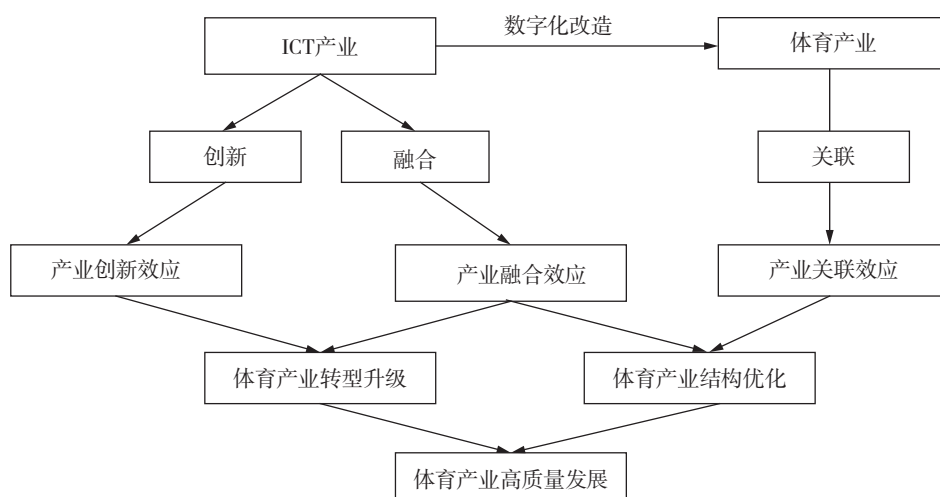 数字化改造
ICT产业
体育产业
创新
融合
关联
产业创新效应
产业融合效应
产业关联效应
体育产业转型升级
体育产业结构优化
体育产业高质量发展